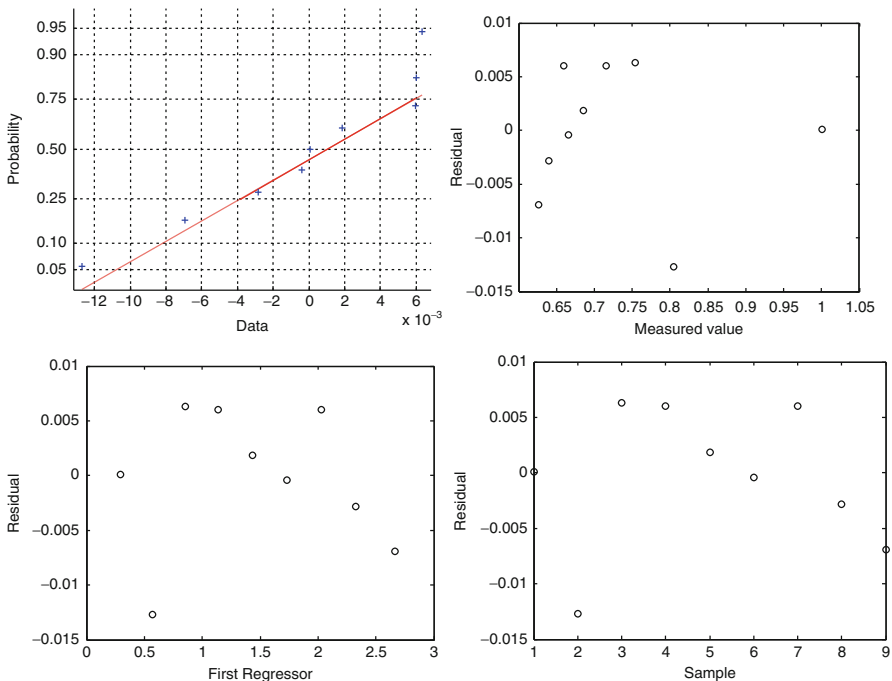 0.95
0.90
0.75
0.50
0.25
0.10
0.05
Probability
−12 −10 −8 −6 −4 −2 0 2 4 6
x 10−3
Data
0.01
0.005
0
−0.005
−0.01
−0.015
Residual
0.65 0.7 0.75 0.8 0.85 0.9 0.95 1 1.05
Measured value
0.01
0.005
0
−0.005
−0.01
−0.015
Residual
0 0.5 1 1.5 2 2.5 3
First Regressor
0.01
0.005
0
−0.005
−0.01
−0.015
Residual
1 2 3 4 5 6 7 8 9
Sample